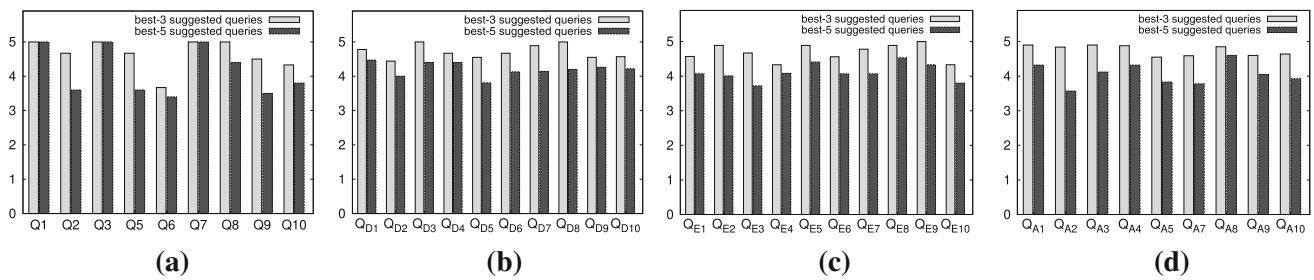 best-3 suggested queries
best-5 suggested queries
5
4
3
2
1
0
Q1 Q2 Q3 Q5 Q6 Q7 Q8 Q9 Q10
(a)
best-3 suggested queries
best-5 suggested queries
5
4
3
2
1
0
QD1 QD2 QD3 QD4 QD5 QD6 QD7 QD8 QD9 QD10
(b)
best-3 suggested queries
best-5 suggested queries
5
4
3
2
1
0
QE1 QE2 QE3 QE4 QE5 QE6 QE7 QE8 QE9 QE10
(c)
best-3 suggested queries
best-5 suggested queries
5
4
3
2
1
0
QA1 QA2 QA3 QA4 QA5 QA7 QA8 QA9 QA10
(d)